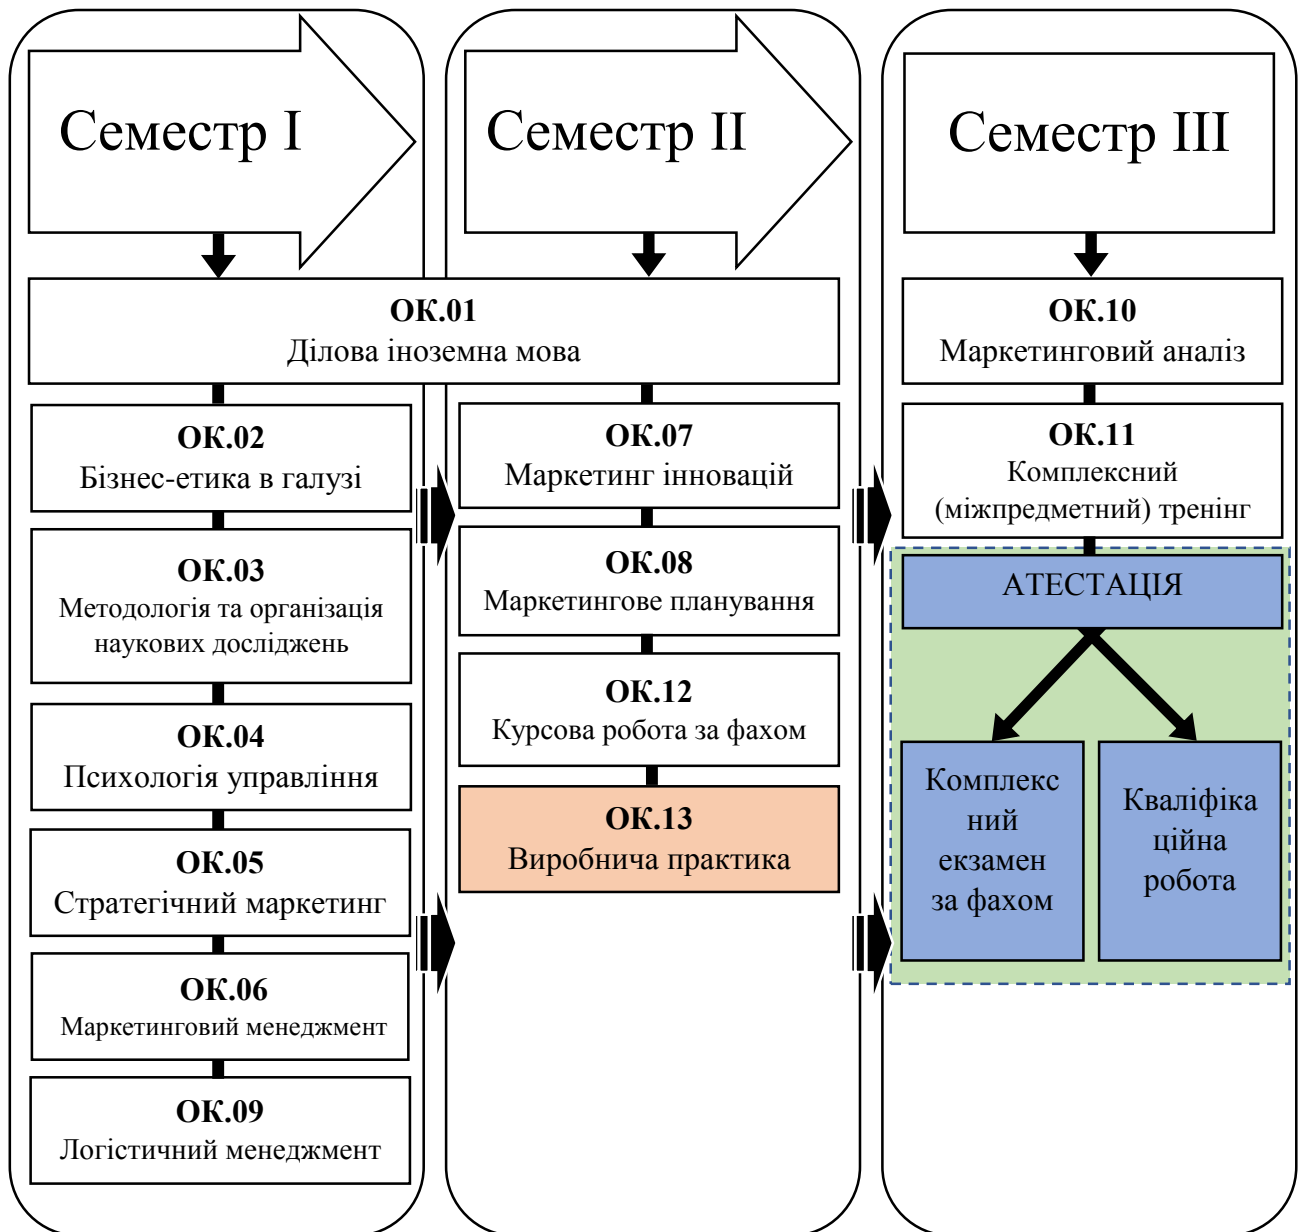 Семестр I
ОК.01
Ділова іноземна мова
ОК.02
Бізнес-етика в галузі
ОК.03
Методологія та організація
наукових досліджень
ОК.04
Психологія управління
ОК.05
Стратегічний маркетинг
ОК.06
Маркетинговий менеджмент
ОК.09
Логістичний менеджмент
Семестр II
ОК.07
Маркетинг інновацій
ОК.08
Маркетингове планування
ОК.12
Курсова робота за фахом
ОК.13
Виробнича практика
Семестр III
ОК.10
Маркетинговий аналіз
ОК.11
Комплексний
(міжпредметний) тренінг
АТЕСТАЦІЯ
Комплекс
ний
екзамен
за фахом
Кваліфіка
ційна
робота